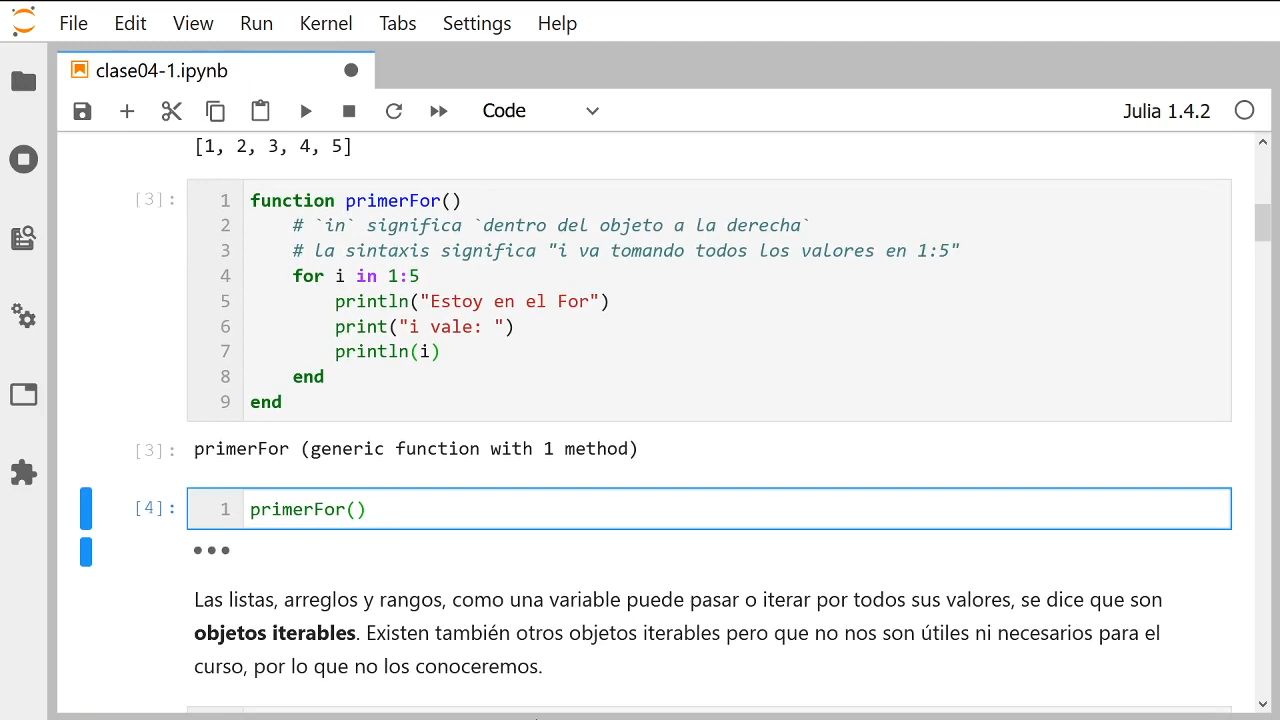 File Edit View Run Kernel Tabs Settings Help
clase04-1.ipynb
Code
Julia 1.4.2
[1, 2, 3, 4, 5]
[3]:
1 function primerFor()
2 # `in` significa `dentro del objeto a la derecha`
3 # la sintaxis significa "i va tomando todos los valores en 1:5"
4 for i in 1:5
5 println("Estoy en el For")
6 print("i vale: ")
7 println(i)
8 end
9 end
[3]: primerFor (generic function with 1 method)
[4]: 1 primerFor()
Las listas, arreglos y rangos, como una variable puede pasar o iterar por todos sus valores, se dice que son
objetos iterables. Existen también otros objetos iterables pero que no nos son útiles ni necesarios para el
curso, por lo que no los conoceremos.